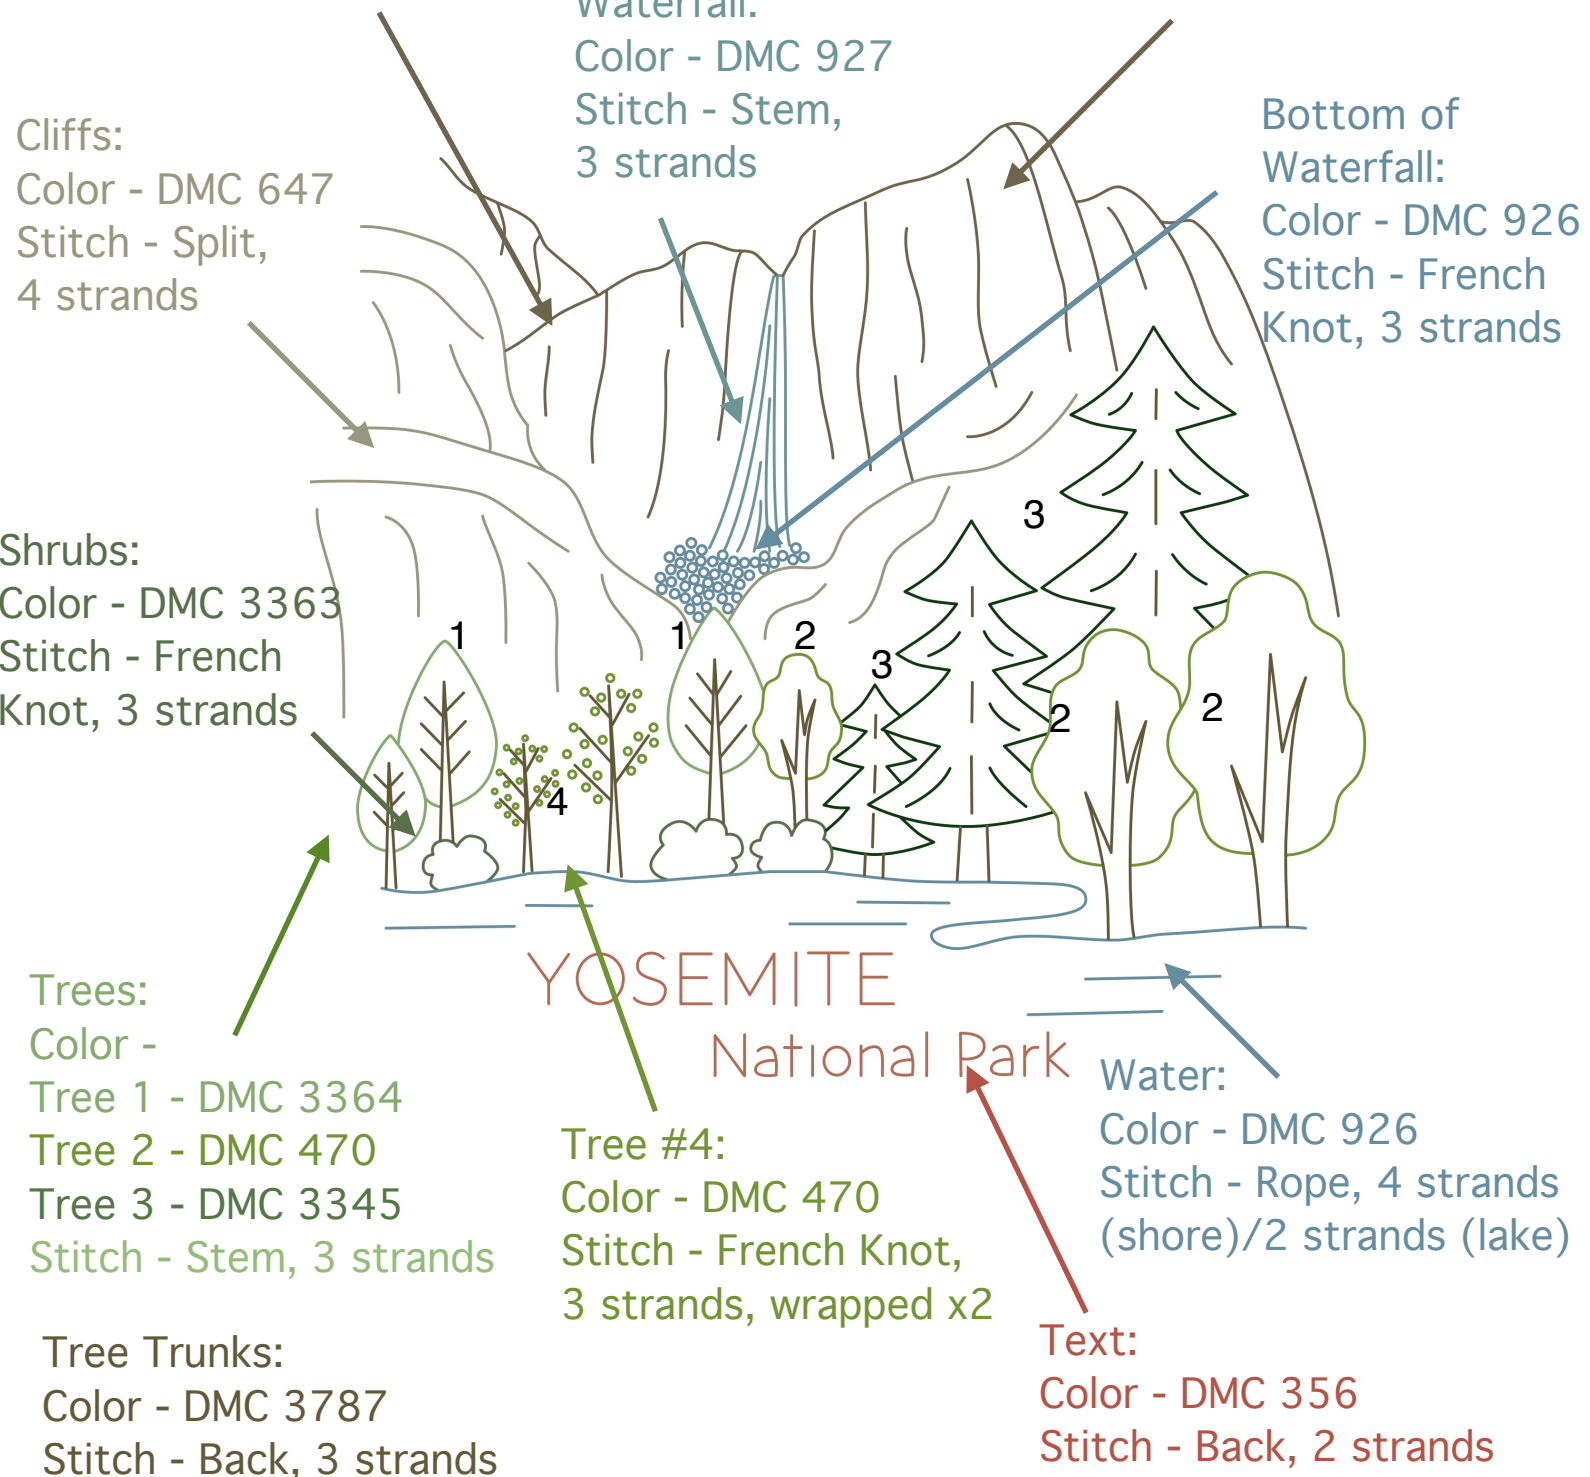 Waterfall:
Color - DMC 927
Stitch - Stem,
3 strands
Cliffs:
Color - DMC 647
Stitch - Split,
4 strands
Bottom of
Waterfall:
Color - DMC 926
Stitch - French
Knot, 3 strands
Shrubs:
Color - DMC 3363
Stitch - French
Knot, 3 strands
3
1
1
2
3
2
2
4
YOSEMITE
National Park
Trees:
Color -
Tree 1 - DMC 3364
Tree 2 - DMC 470
Tree 3 - DMC 3345
Stitch - Stem, 3 strands
Tree #4:
Color - DMC 470
Stitch - French Knot,
3 strands, wrapped x2
Water:
Color - DMC 926
Stitch - Rope, 4 strands
(shore)/2 strands (lake)
Tree Trunks:
Color - DMC 3787
Stitch - Back, 3 strands
Text:
Color - DMC 356
Stitch - Back, 2 strands